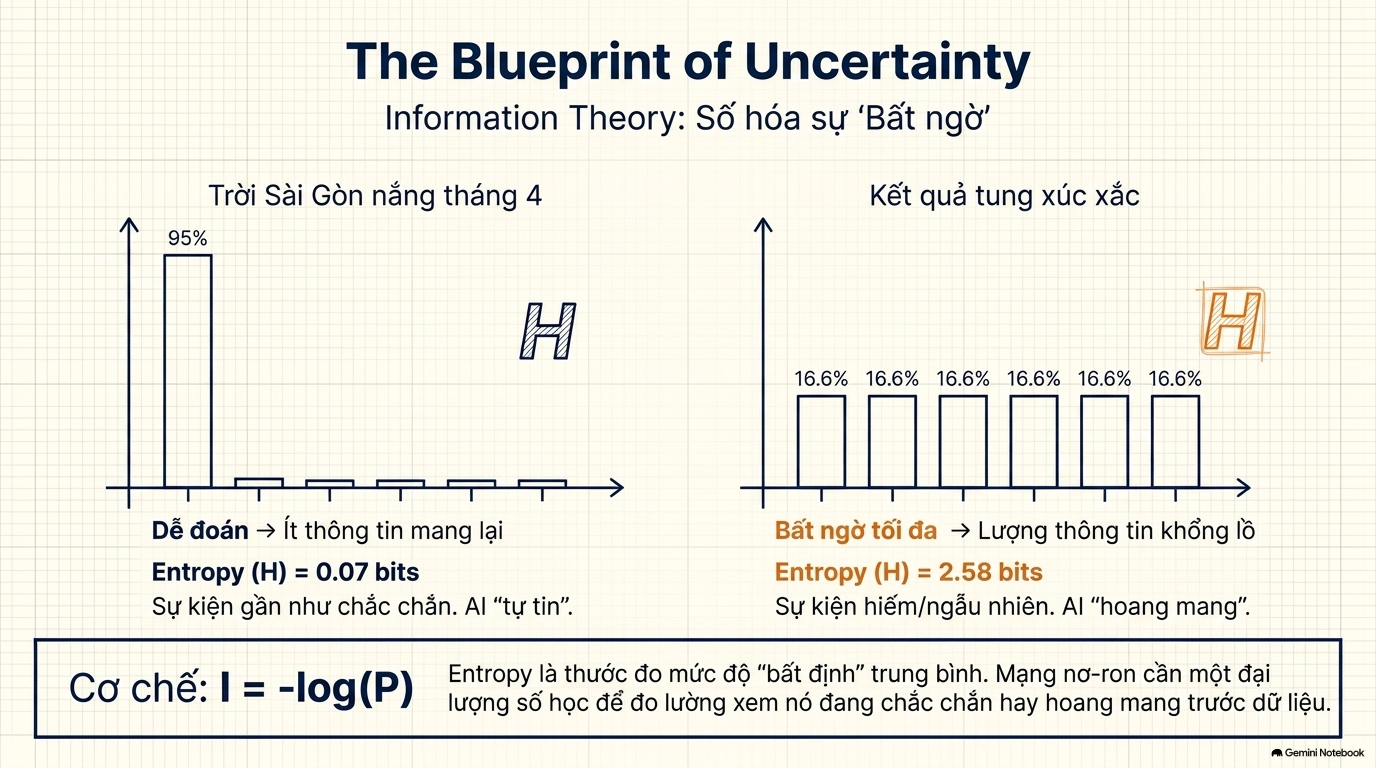 The Blueprint of Uncertainty
Information Theory: Số hóa sự ‘Bất ngờ’
Trời Sài Gòn nắng tháng 4
95%
H
Dễ đoán → Ít thông tin mang lại
Entropy (H) = 0.07 bits
Sự kiện gần như chắc chắn. AI “tự tin”.
Kết quả tung xúc xắc
16.6% 16.6% 16.6% 16.6% 16.6% 16.6%
H
Bất ngờ tối đa → Lượng thông tin khổng lồ
Entropy (H) = 2.58 bits
Sự kiện hiếm/ngẫu nhiên. AI “hoang mang”.
Cơ chế: I = -log(P)
Entropy là thước đo mức độ “bất định” trung bình. Mạng nơ-ron cần một đại
lượng số học để đo lường xem nó đang chắc chắn hay hoang mang trước dữ liệu.
Gemini Notebook